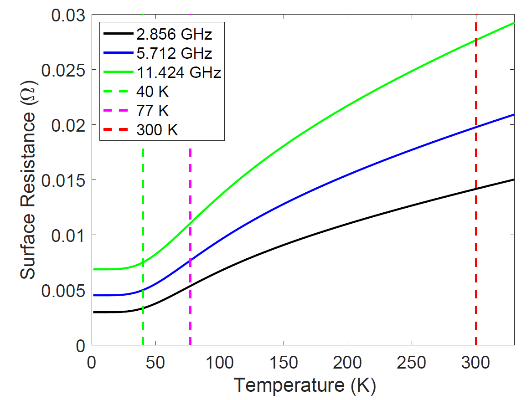 0.03
0.025
0.02
0.015
0.01
0.005
0
Surface Resistance (Ω)
2.856 GHz
5.712 GHz
11.424 GHz
40 K
77 K
300 K
0 50 100 150 200 250 300
Temperature (K)